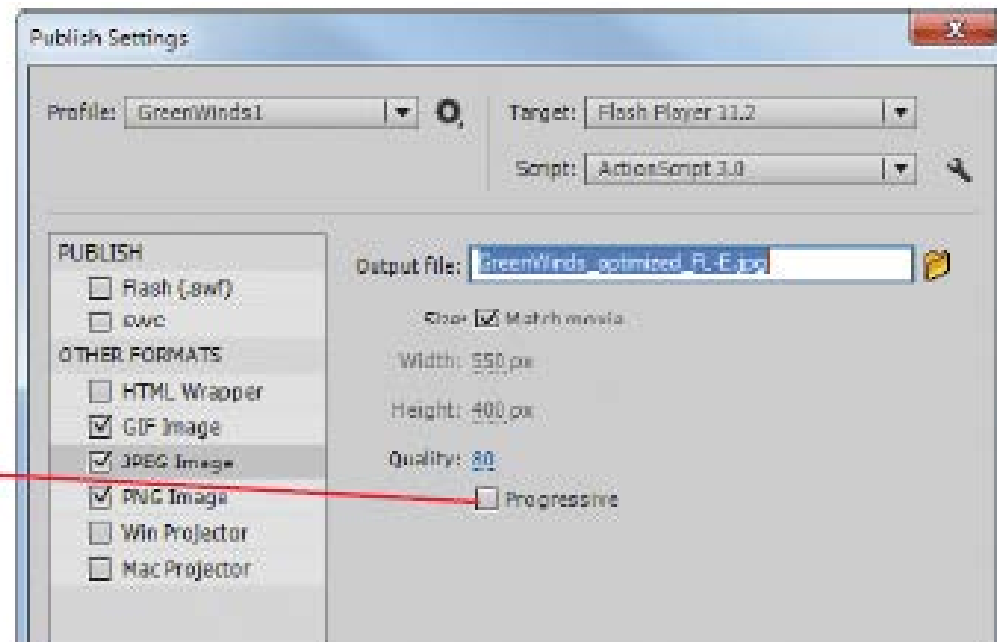 Publish Settings
Profile: GreenWinds1
Target: Flash Player 11.2
Script: ActionScript 3.0
PUBLISH
Flash (.swf)
SWC
OTHER FORMATS
HTML Wrapper
GIF Image
JPEG Image
PNG Image
Win Projector
Mac Projector
Output file: GreenWinds_optimized_FL-E.jpg
Size: Match movie
Width: 550 px
Height: 400 px
Quality: 80
Progressive